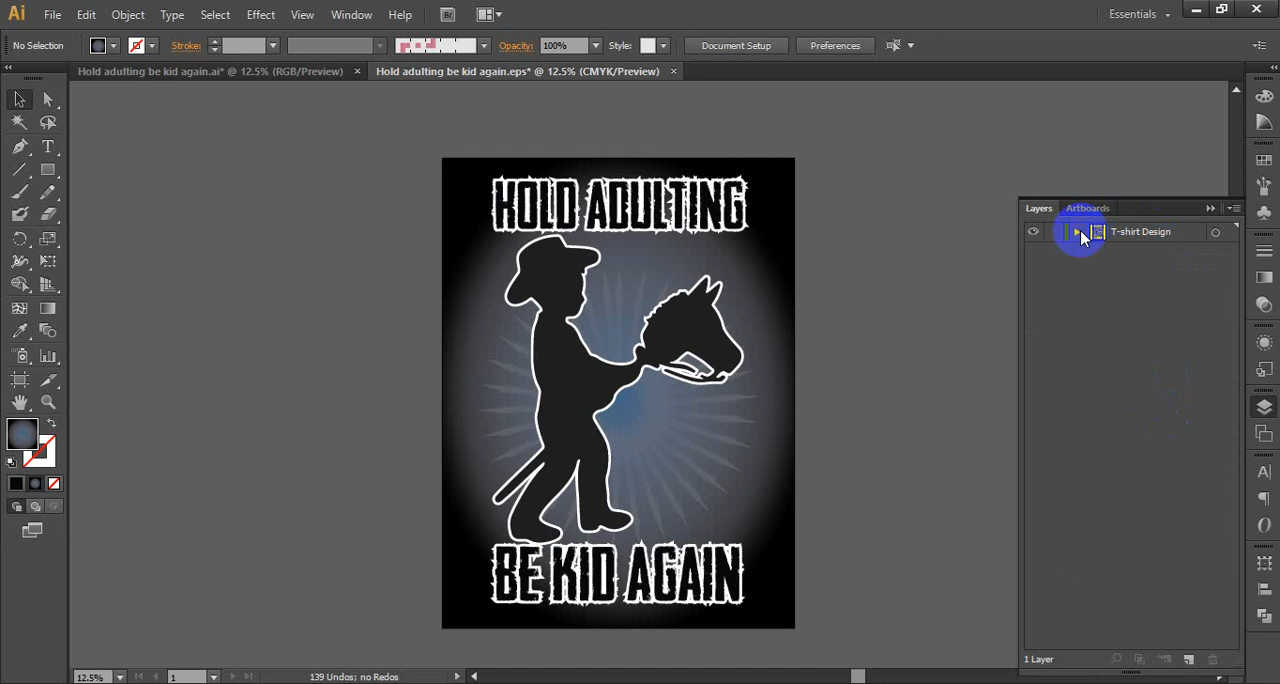 Ai File Edit Object Type Select Effect View Window Help Br Essentials
No Selection Stroke: Opacity: 100% Style: Document Setup Preferences
Hold adulting be kid again.ai* @ 12.5% (RGB/Preview) × Hold adulting be kid again.eps* @ 12.5% (CMYK/Preview) ×
HOLD ADULTING
Layers Artboards
T-shirt Design
BE KID AGAIN
1 Layer
12.5% 1 139 Undos; no Redos